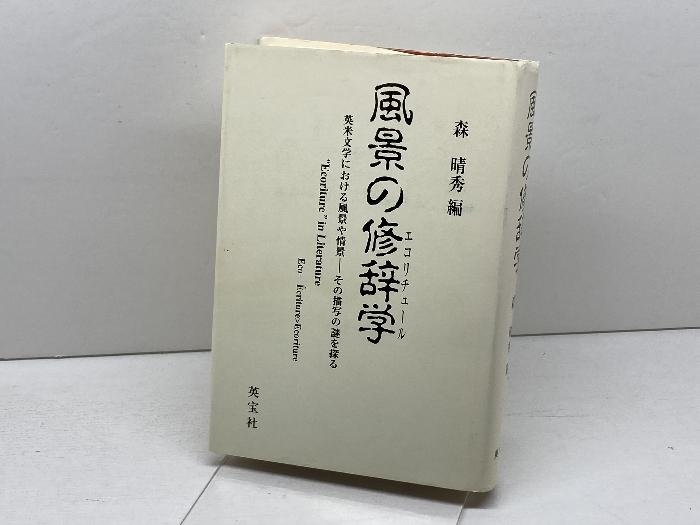 森 晴秀 編
エコリチュール
風景の修辞学
英米文学における風景や情景―その描写の謎を探る
"Ecoriture" in Literature
Eco Écriture>Ecoriture
英宝社
風景の修辞学